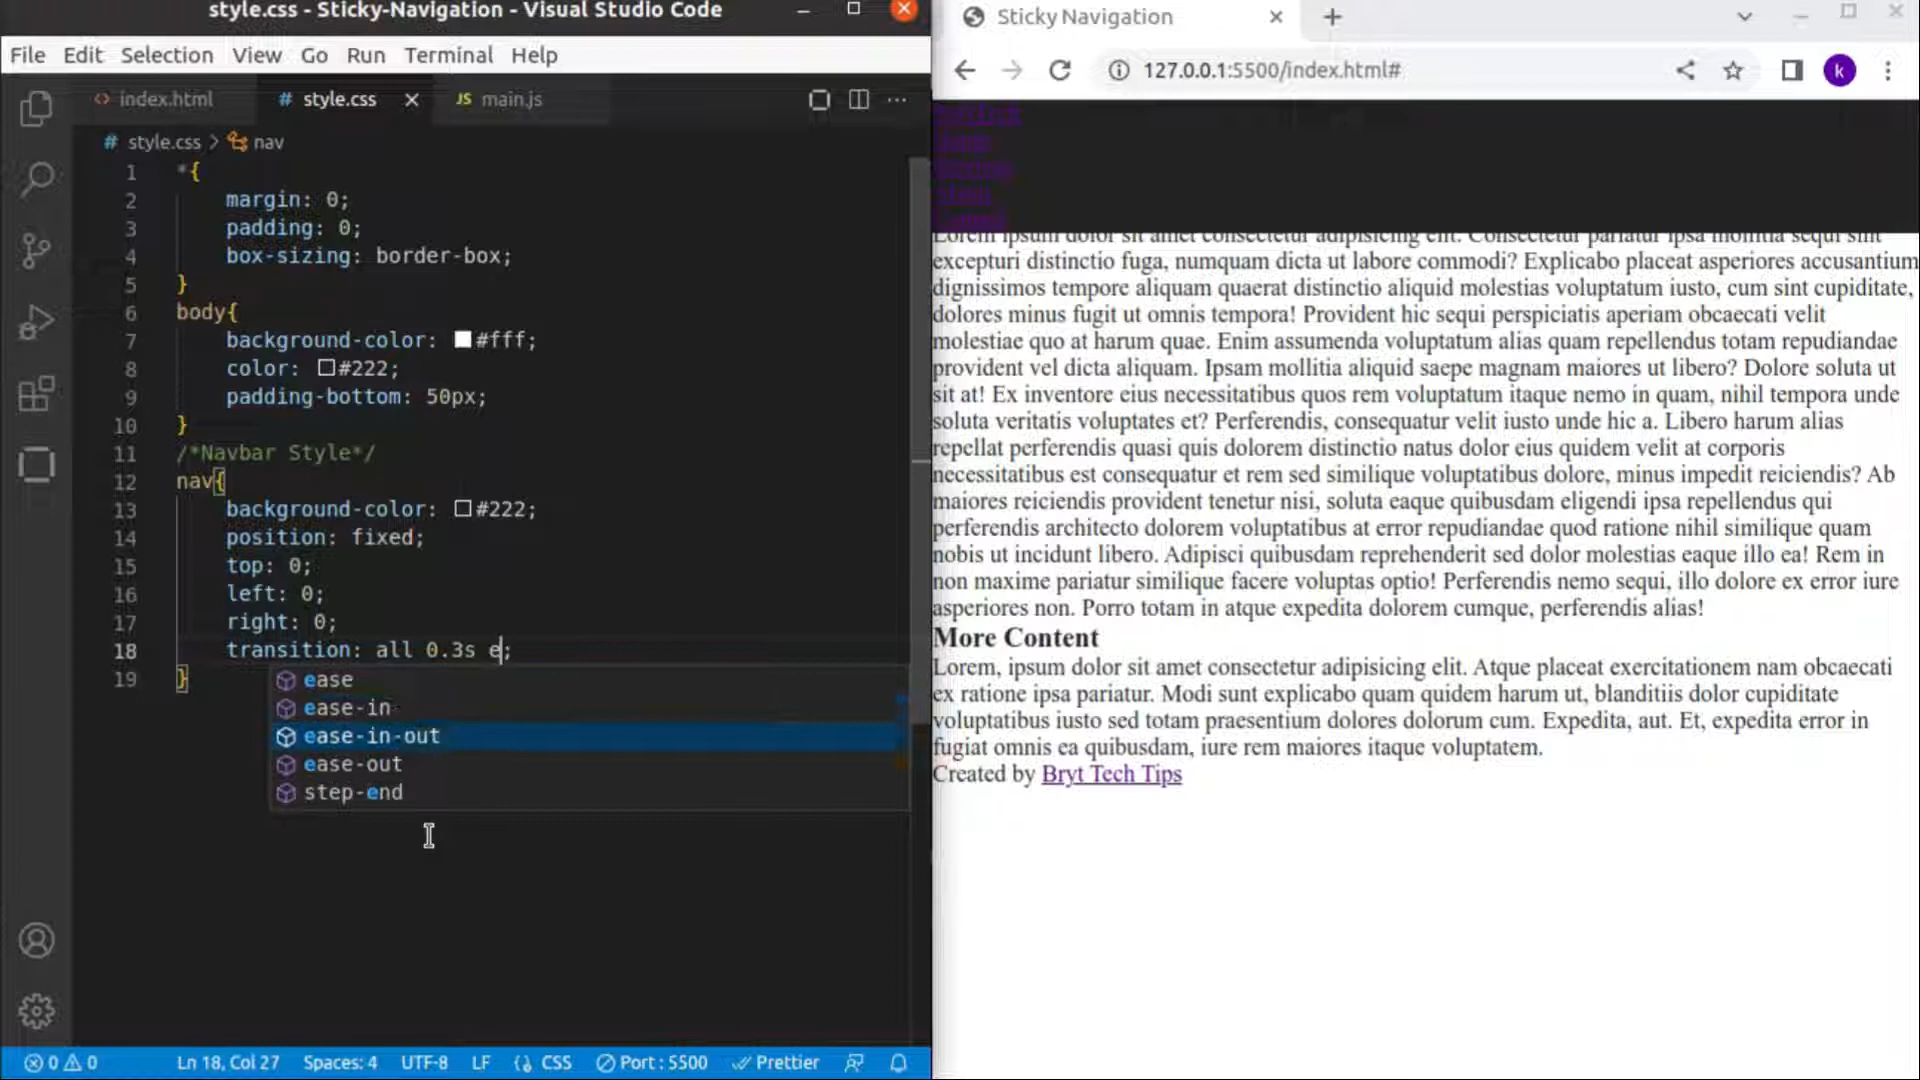 style.css - Sticky-Navigation - Visual Studio Code
File Edit Selection View Go Run Terminal Help
<> index.html # style.css JS main.js
# style.css > nav
1 *{
2 margin: 0;
3 padding: 0;
4 box-sizing: border-box;
5 }
6 body{
7 background-color: #fff;
8 color: #222;
9 padding-bottom: 50px;
10 }
11 /*Navbar Style*/
12 nav{
13 background-color: #222;
14 position: fixed;
15 top: 0;
16 left: 0;
17 right: 0;
18 transition: all 0.3s e;
19 }
ease
ease-in
ease-in-out
ease-out
step-end
0 0 Ln 18, Col 27 Spaces: 4 UTF-8 LF CSS Port : 5500 Prettier
Sticky Navigation
127.0.0.1:5500/index.html#
k
Lorem ipsum dolor sit amet consectetur adipisicing elit. Consectetur pariatur ipsa mollitia sequi sint
excepturi distinctio fuga, numquam dicta ut labore commodi? Explicabo placeat asperiores accusantium
dignissimos tempore aliquam quaerat distinctio aliquid molestias voluptatum iusto, cum sint cupiditate,
dolores minus fugit ut omnis tempora! Provident hic sequi perspiciatis aperiam obcaecati velit
molestiae quo at harum quae. Enim assumenda voluptatum alias quam repellendus totam repudiandae
provident vel dicta aliquam. Ipsam mollitia aliquid saepe magnam maiores ut libero? Dolore soluta ut
sit at! Ex inventore eius necessitatibus quos rem voluptatum itaque nemo in quam, nihil tempora unde
soluta veritatis voluptates et? Perferendis, consequatur velit iusto unde hic a. Libero harum alias
repellat perferendis quasi quis dolorem distinctio natus dolor eius quidem velit at corporis
necessitatibus est consequatur et rem sed similique voluptatibus dolore, minus impedit reiciendis? Ab
maiores reiciendis provident tenetur nisi, soluta eaque quibusdam eligendi ipsa repellendus qui
perferendis architecto dolorem voluptatibus at error repudiandae quod ratione nihil similique quam
nobis ut incidunt libero. Adipisci quibusdam reprehenderit sed dolor molestias eaque illo ea! Rem in
non maxime pariatur similique facere voluptas optio! Perferendis nemo sequi, illo dolore ex error iure
asperiores non. Porro totam in atque expedita dolorem cumque, perferendis alias!
More Content
Lorem, ipsum dolor sit amet consectetur adipisicing elit. Atque placeat exercitationem nam obcaecati
ex ratione ipsa pariatur. Modi sunt explicabo quam quidem harum ut, blanditiis dolor cupiditate
voluptatibus iusto sed totam praesentium dolores dolorum cum. Expedita, aut. Et, expedita error in
fugiat omnis ea quibusdam, iure rem maiores itaque voluptatem.
Created by Bryt Tech Tips